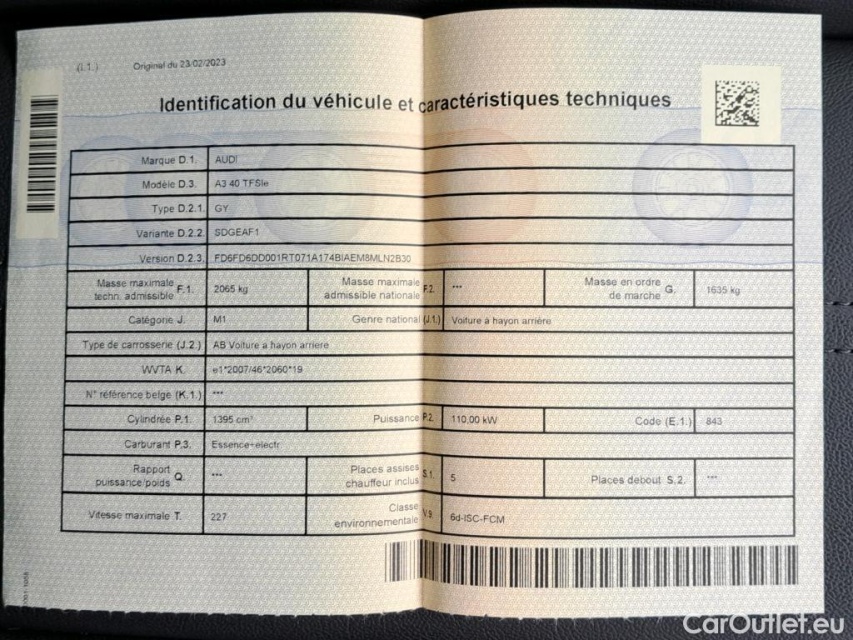 (I.1.) Original du 23/02/2023
Identification du véhicule et caractéristiques techniques
Marque D.1. AUDI
Modèle D.3. A3 40 TFSIe
Type D.2.1. GY
Variante D.2.2. SDGEAF1
Version D.2.3. FD6FD6DD001RT071A174BIAEM8MLN2B30
Masse maximale techn. admissible F.1. 2065 kg Masse maximale admissible nationale F.2. *** Masse en ordre de marche G. 1635 kg
Catégorie J. M1 Genre national (J.1.) Voiture à hayon arrière
Type de carrosserie (J.2.) AB Voiture a hayon arriere
WVTA K. e1*2007/46*2060*19
N° référence belge (K.1.) ***
Cylindrée P.1. 1395 cm³ Puissance P.2. 110,00 kW Code (E.1.) 843
Carburant P.3. Essence+electr
Rapport puissance/poids Q. *** Places assises chauffeur inclus S.1. 5 Places debout S.2. ***
Vitesse maximale T. 227 Classe environnementale V.9. 6d-ISC-FCM
CarOutlet.eu